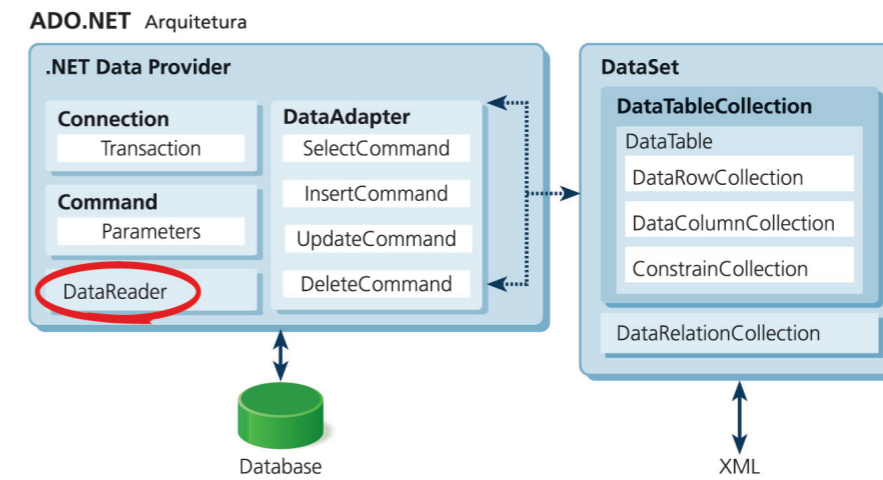 ADO.NET Arquitetura
.NET Data Provider
Connection
Transaction
Command
Parameters
DataReader
DataAdapter
SelectCommand
InsertCommand
UpdateCommand
DeleteCommand
Database
DataSet
DataTableCollection
DataTable
DataRowCollection
DataColumnCollection
ConstrainCollection
DataRelationCollection
XML